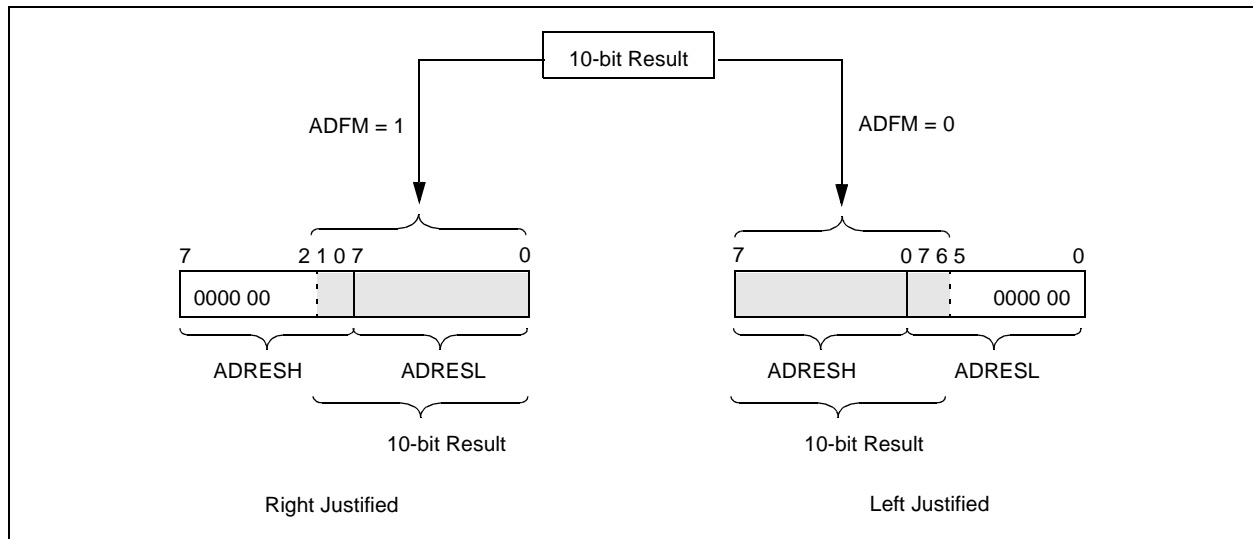 10-bit Result
ADFM = 1
ADFM = 0
7 2 1 0 7 0
7 0 7 6 5 0
0000 00
0000 00
ADRESH ADRESL
ADRESH ADRESL
10-bit Result
10-bit Result
Right Justified
Left Justified